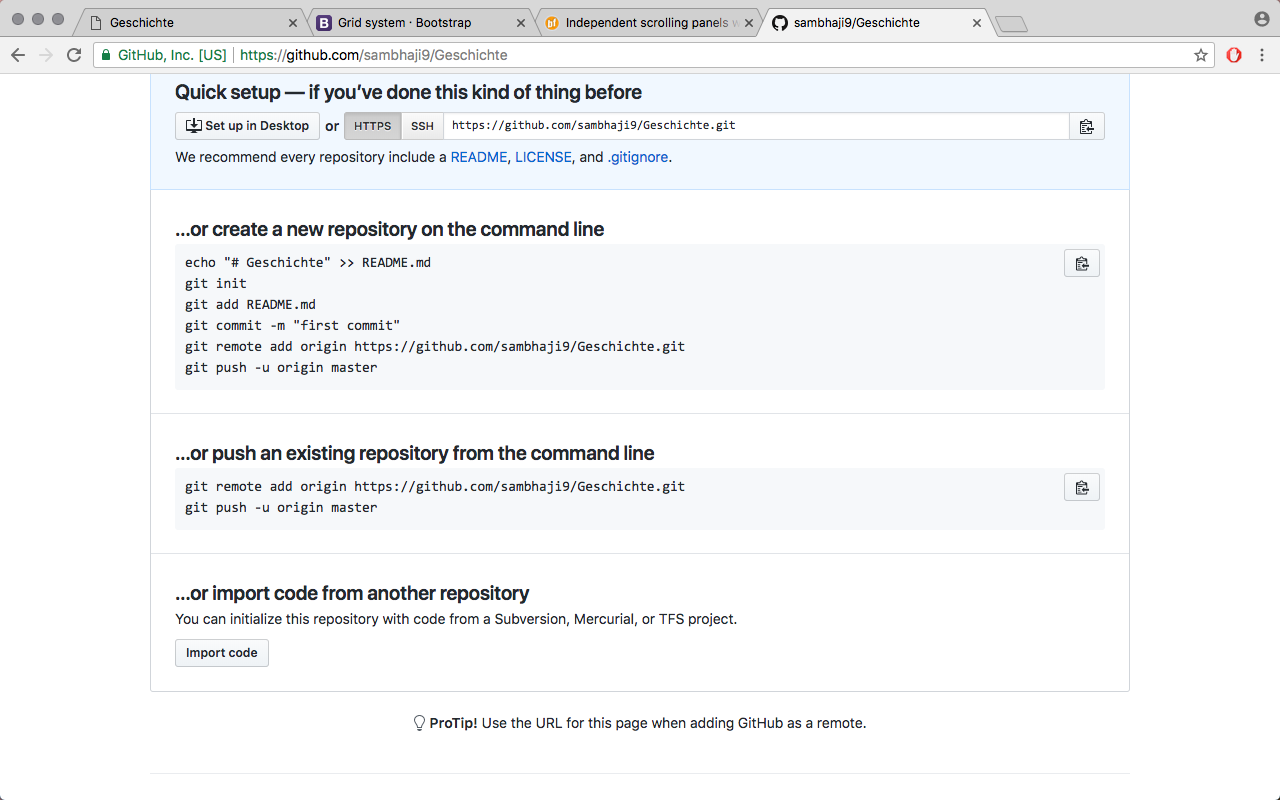 Geschichte
Grid system · Bootstrap
Independent scrolling panels w
sambhaji9/Geschichte
GitHub, Inc. [US] https://github.com/sambhaji9/Geschichte
Quick setup — if you’ve done this kind of thing before
Set up in Desktop or HTTPS SSH https://github.com/sambhaji9/Geschichte.git
We recommend every repository include a README, LICENSE, and .gitignore.
…or create a new repository on the command line
echo "# Geschichte" >> README.md
git init
git add README.md
git commit -m "first commit"
git remote add origin https://github.com/sambhaji9/Geschichte.git
git push -u origin master
…or push an existing repository from the command line
git remote add origin https://github.com/sambhaji9/Geschichte.git
git push -u origin master
…or import code from another repository
You can initialize this repository with code from a Subversion, Mercurial, or TFS project.
Import code
ProTip! Use the URL for this page when adding GitHub as a remote.